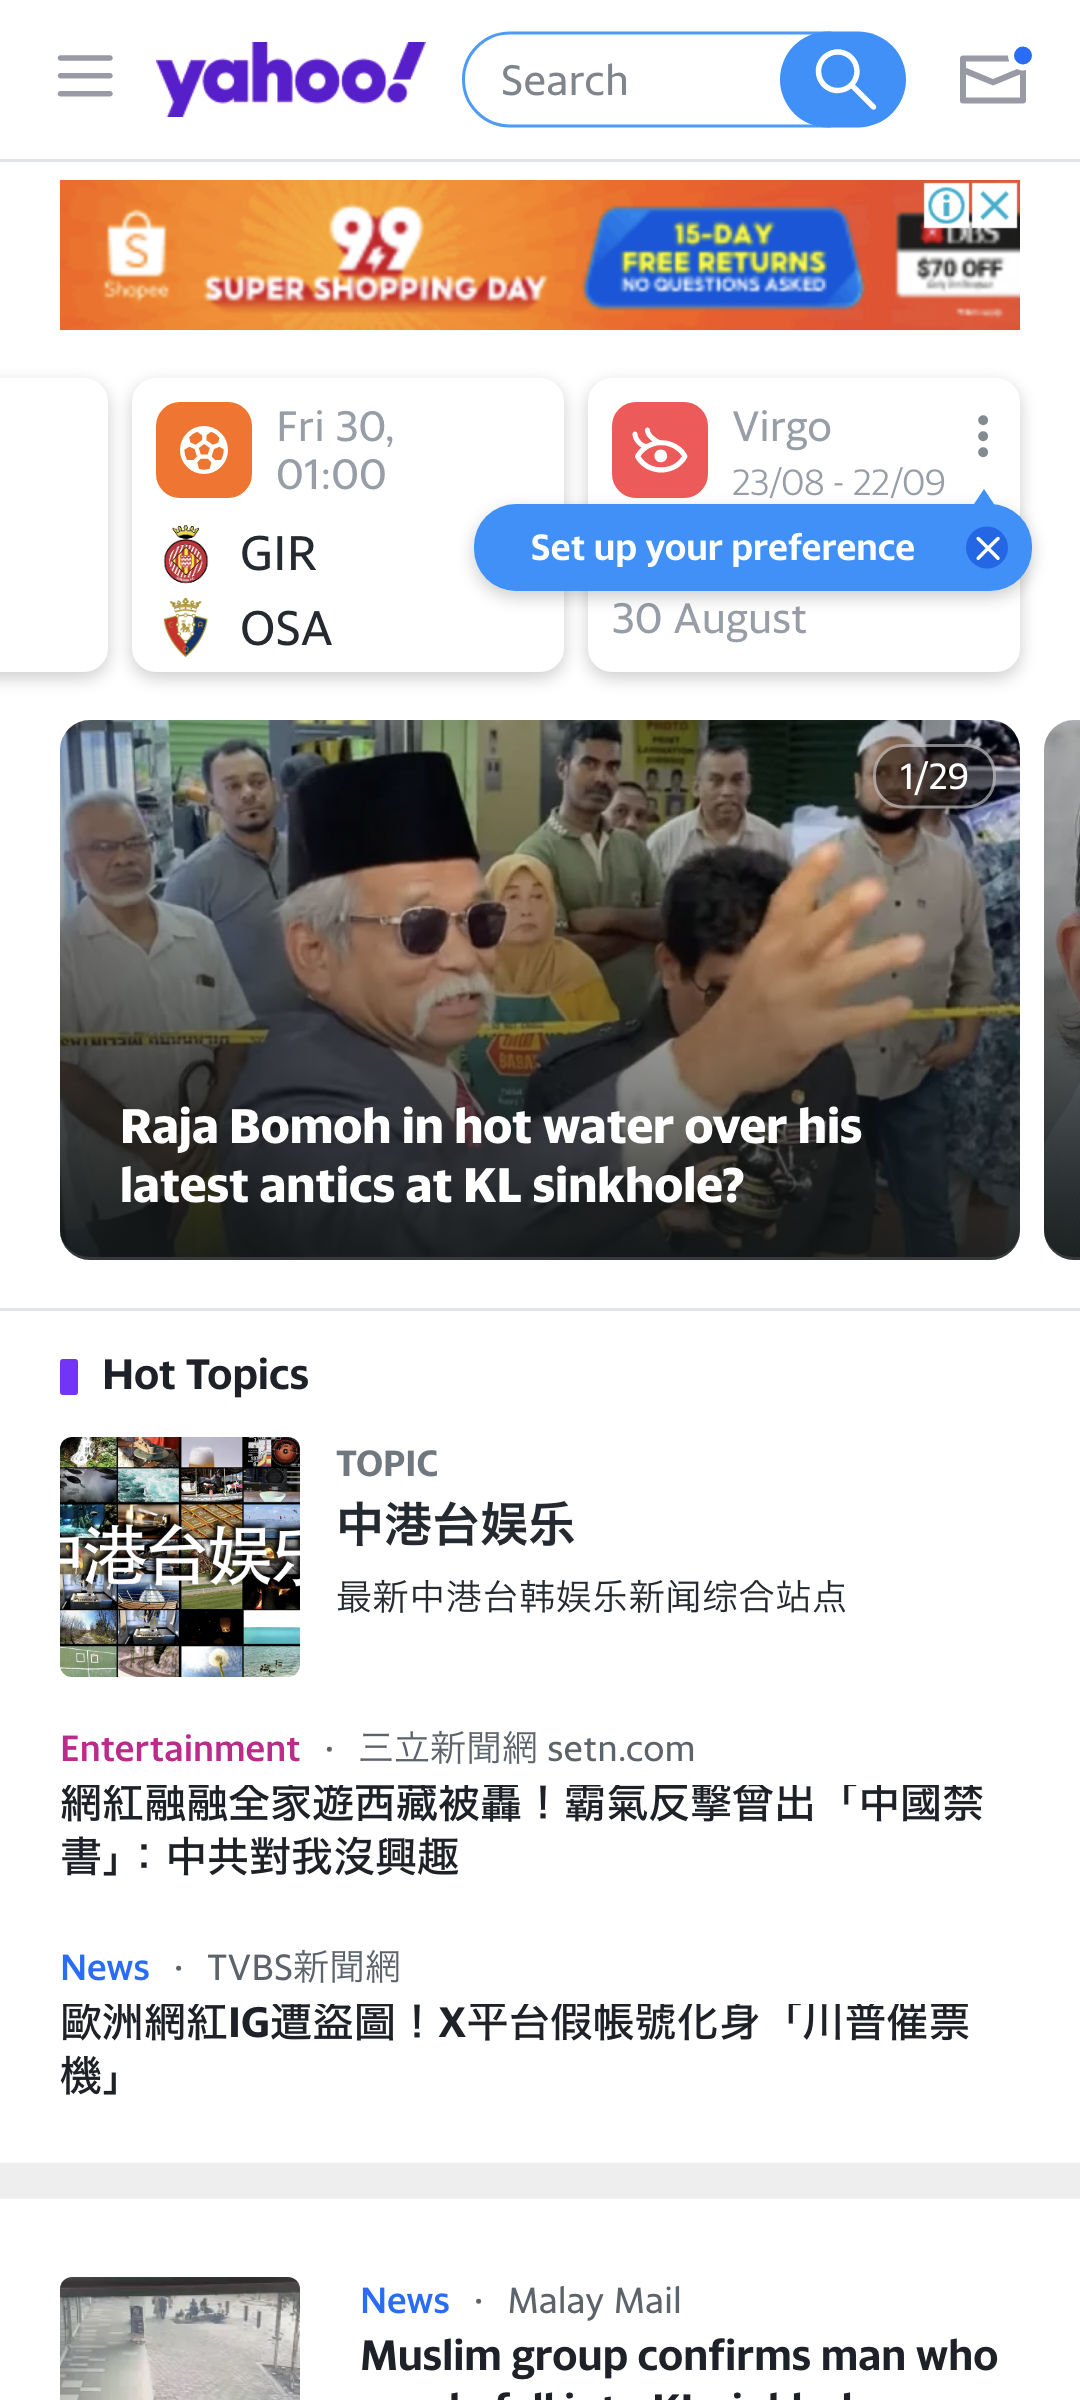 yahoo!
Search
Shopee
9.9
SUPER SHOPPING DAY
15-DAY
FREE RETURNS
NO QUESTIONS ASKED
DBS
$70 OFF
Fri 30,
01:00
GIR
OSA
Virgo
23/08 - 22/09
Set up your preference
30 August
1/29
Raja Bomoh in hot water over his
latest antics at KL sinkhole?
Hot Topics
中港台娱乐
TOPIC
中港台娱乐
最新中港台韩娱乐新闻综合站点
Entertainment · 三立新聞網 setn.com
網紅融融全家遊西藏被轟！霸氣反擊曾出「中國禁
書」：中共對我沒興趣
News · TVBS新聞網
歐洲網紅IG遭盜圖！X平台假帳號化身「川普催票
機」
News · Malay Mail
Muslim group confirms man who